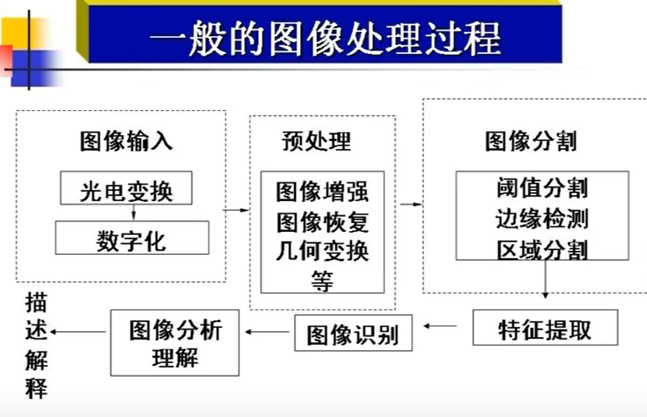 一般的图像处理过程
图像输入
光电变换
数字化
预处理
图像增强
图像恢复
几何变换
等
图像分割
阈值分割
边缘检测
区域分割
特征提取
图像识别
图像分析
理解
描述解释